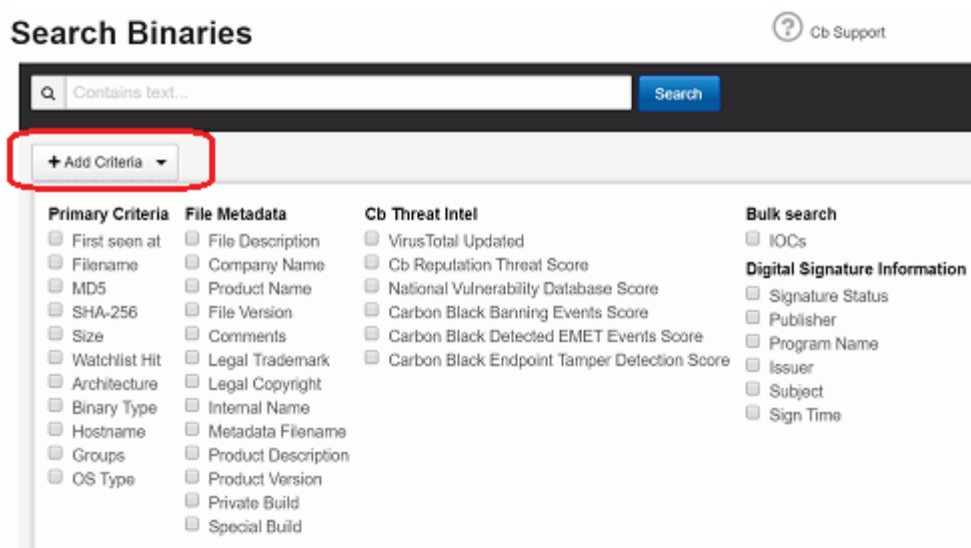 Search Binaries
? Cb Support
Contains text...
Search
+ Add Criteria
Primary Criteria
First seen at
Filename
MD5
SHA-256
Size
Watchlist Hit
Architecture
Binary Type
Hostname
Groups
OS Type
File Metadata
File Description
Company Name
Product Name
File Version
Comments
Legal Trademark
Legal Copyright
Internal Name
Metadata Filename
Product Description
Product Version
Private Build
Special Build
Cb Threat Intel
VirusTotal Updated
Cb Reputation Threat Score
National Vulnerability Database Score
Carbon Black Banning Events Score
Carbon Black Detected EMET Events Score
Carbon Black Endpoint Tamper Detection Score
Bulk search
IOCs
Digital Signature Information
Signature Status
Publisher
Program Name
Issuer
Subject
Sign Time